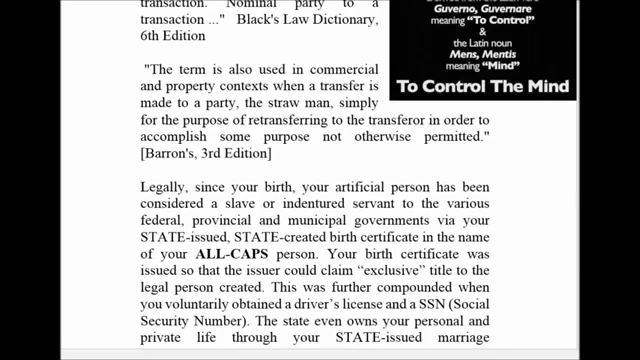 transaction. Nominal party to a
transaction ..." Black's Law Dictionary,
6th Edition
"The term is also used in commercial
and property contexts when a transfer is
made to a party, the straw man, simply
for the purpose of retransferring to the transferor in order to
accomplish some purpose not otherwise permitted."
[Barron's, 3rd Edition]
Legally, since your birth, your artificial person has been
considered a slave or indentured servant to the various
federal, provincial and municipal governments via your
STATE-issued, STATE-created birth certificate in the name
of your ALL-CAPS person. Your birth certificate was
issued so that the issuer could claim “exclusive” title to the
legal person created. This was further compounded when
you voluntarily obtained a driver's license and a SSN (Social
Security Number). The state even owns your personal and
private life through your STATE-issued marriage
Governo, Guvernare
meaning "To Control"
&
the Latin noun
Mens, Mentis
meaning "Mind"
To Control The Mind